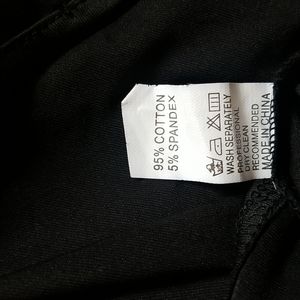 95% COTTON
5% SPANDEX
WASH SEPARATELY
PROFESSIONAL
DRY CLEAN
RECOMMENDED
MADE IN CHINA